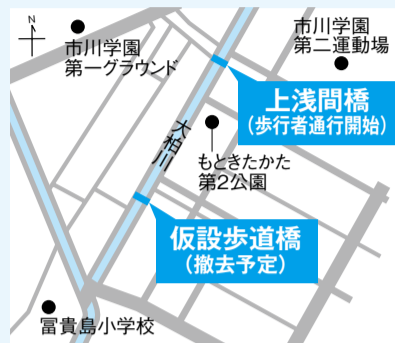 N
市川学園
第一グラウンド
市川学園
第二運動場
上浅間橋
(歩行者通行開始)
大柏川
もときたかた
第2公園
仮設歩道橋
(撤去予定)
冨貴島小学校